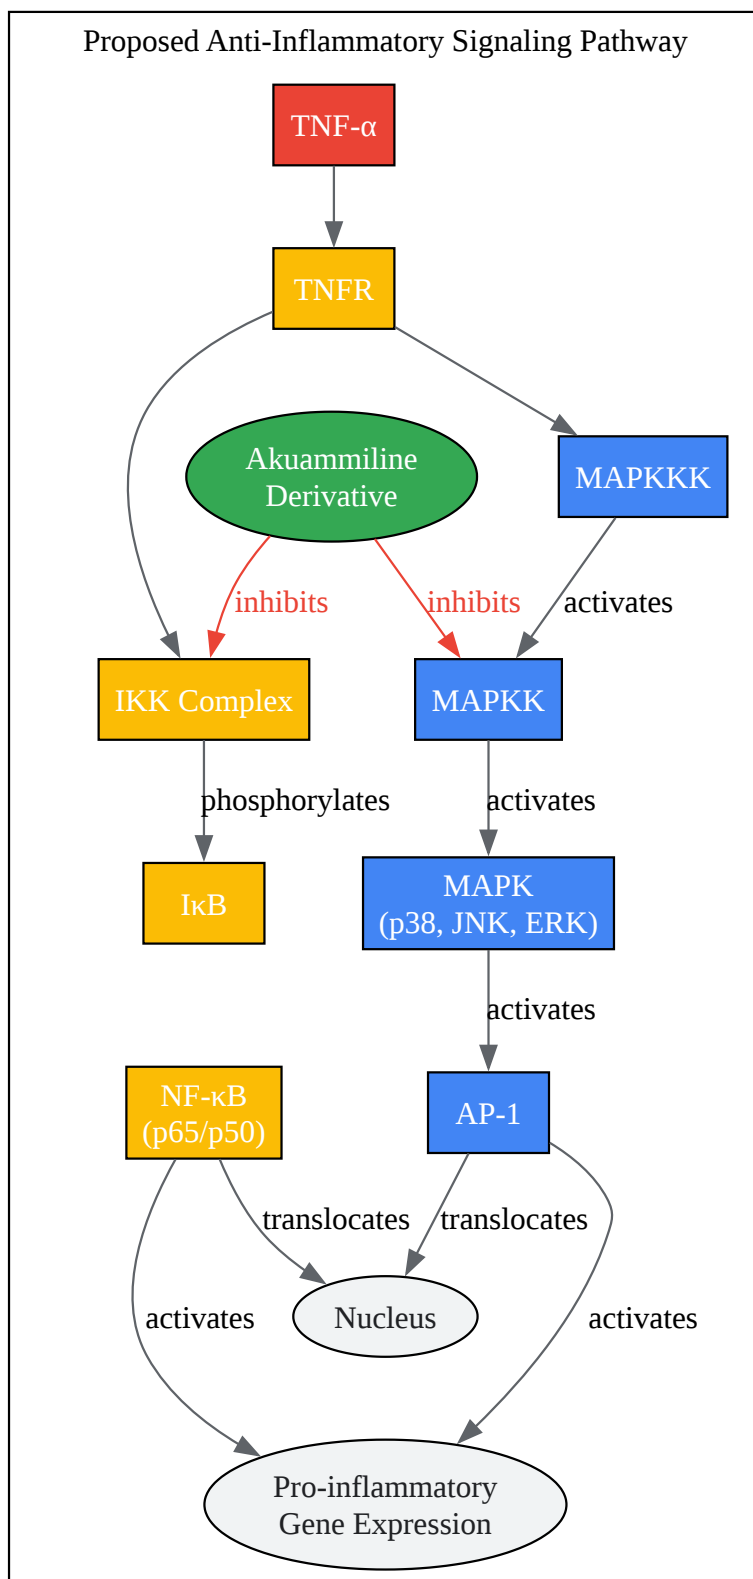 Proposed Anti-Inflammatory Signaling Pathway
TNF-α
TNFR
Akuammiline
Derivative
MAPKKK
inhibits
inhibits
activates
IKK Complex
MAPKK
phosphorylates
activates
IκB
MAPK
(p38, JNK, ERK)
activates
NF-κB
(p65/p50)
AP-1
translocates
translocates
Nucleus
activates
activates
Pro-inflammatory
Gene Expression